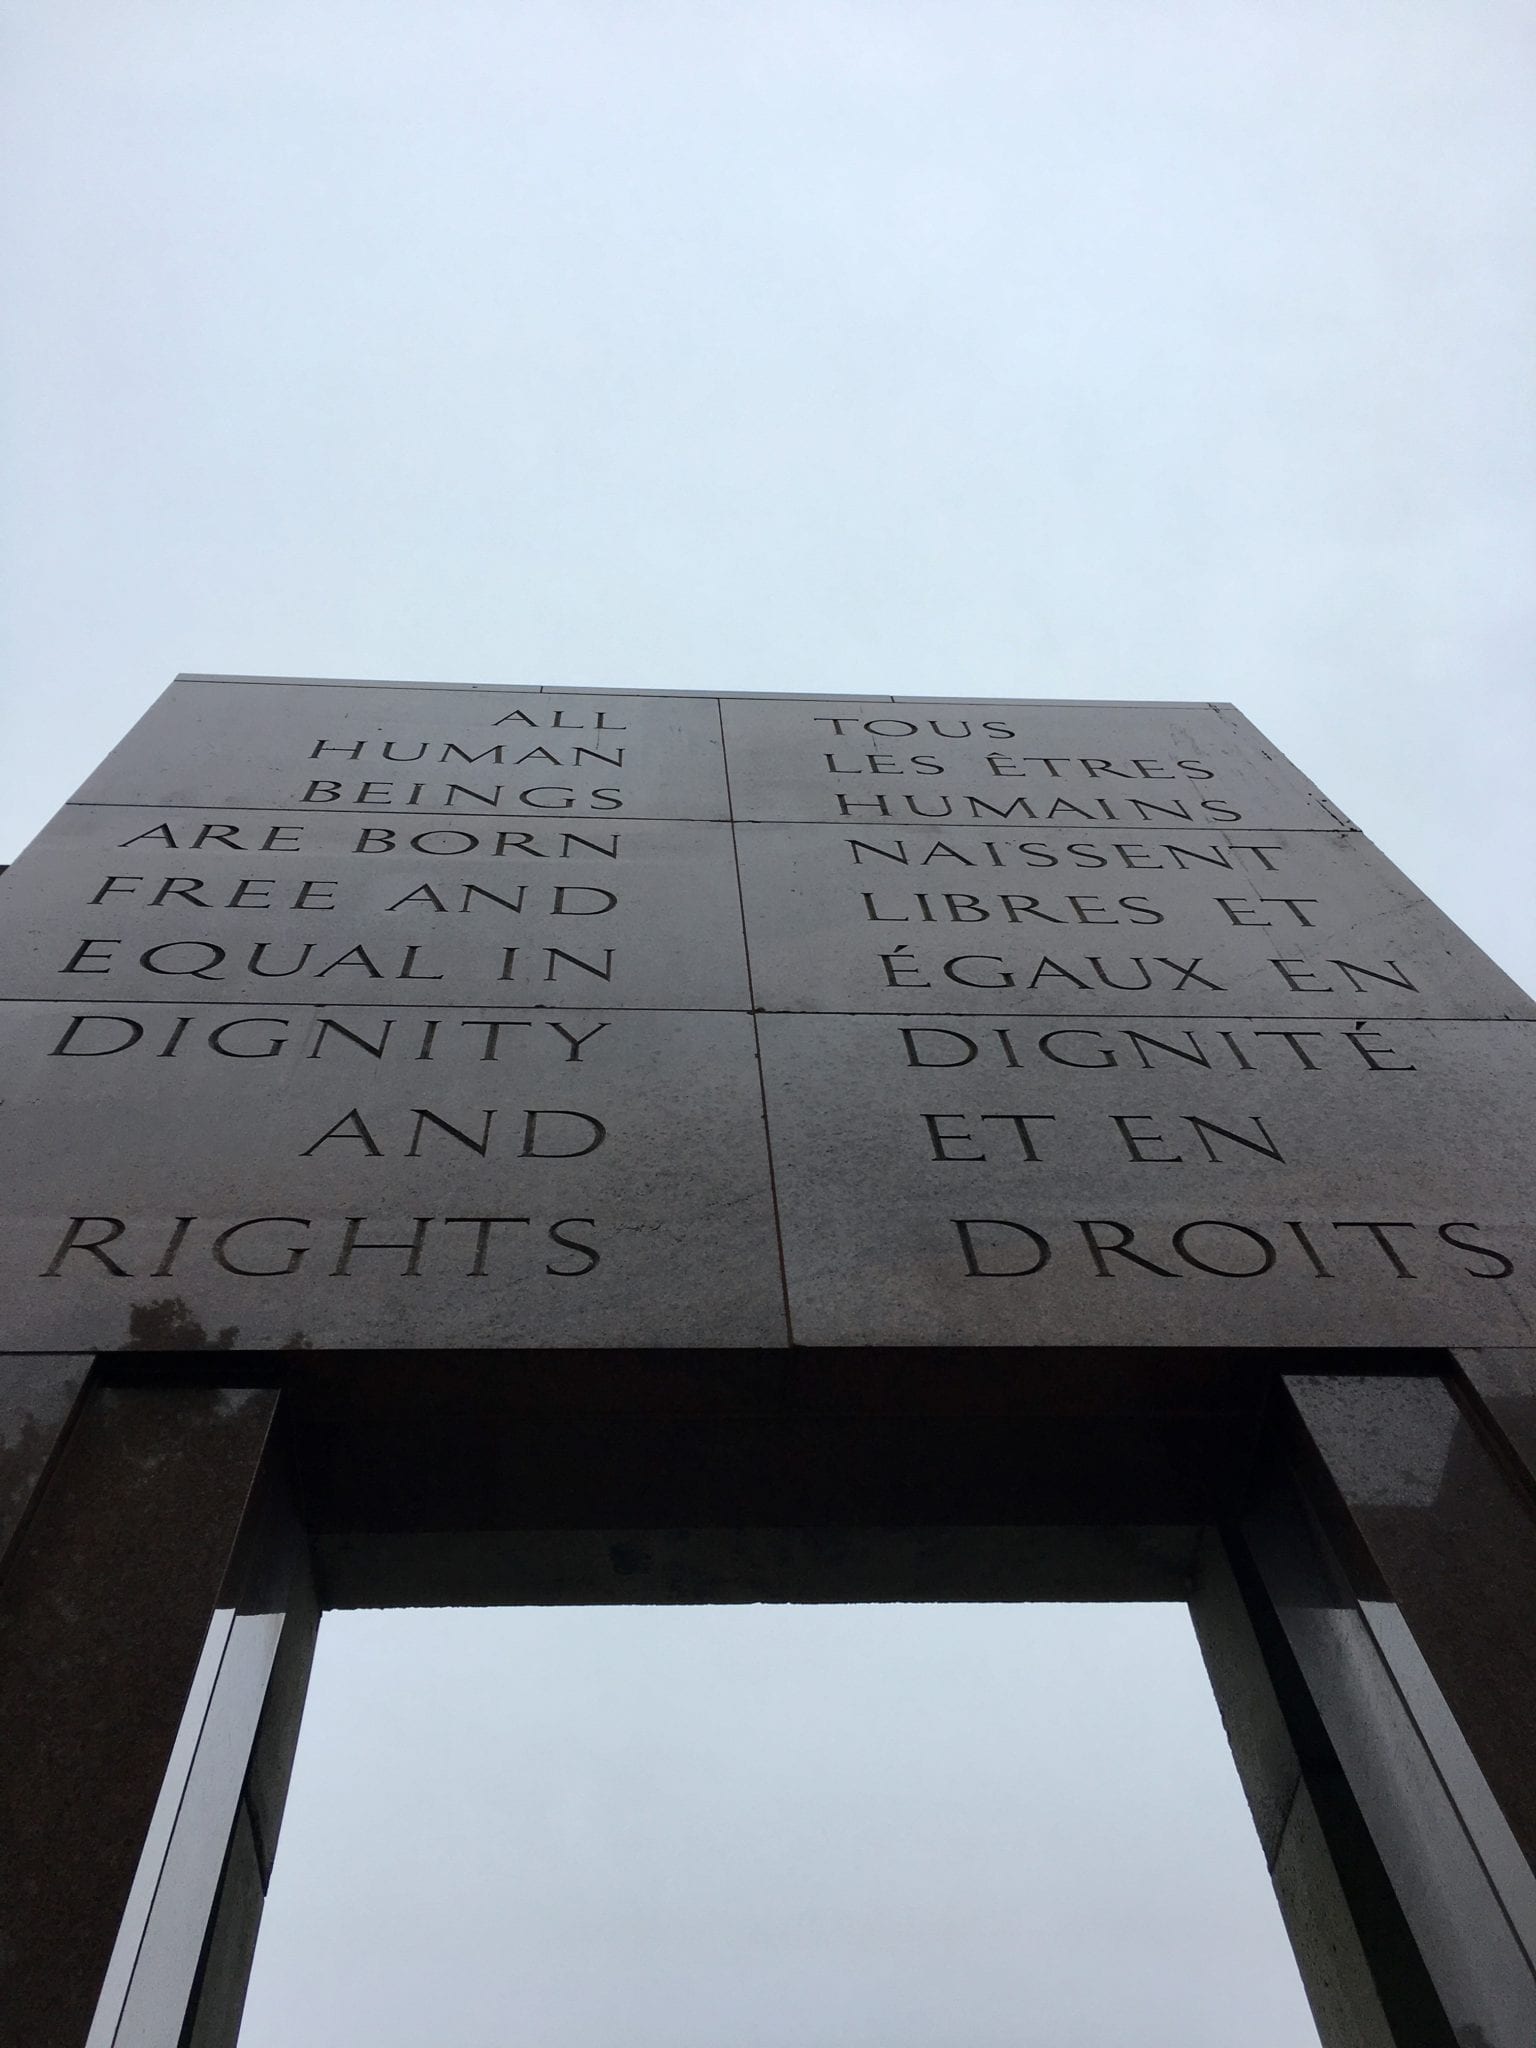 ALL
HUMAN
BEINGS
ARE BORN
FREE AND
EQUAL IN
DIGNITY
AND
RIGHTS
TOUS
LES ÊTRES
HUMAINS
NAISSENT
LIBRES ET
ÉGAUX EN
DIGNITÉ
ET EN
DROITS